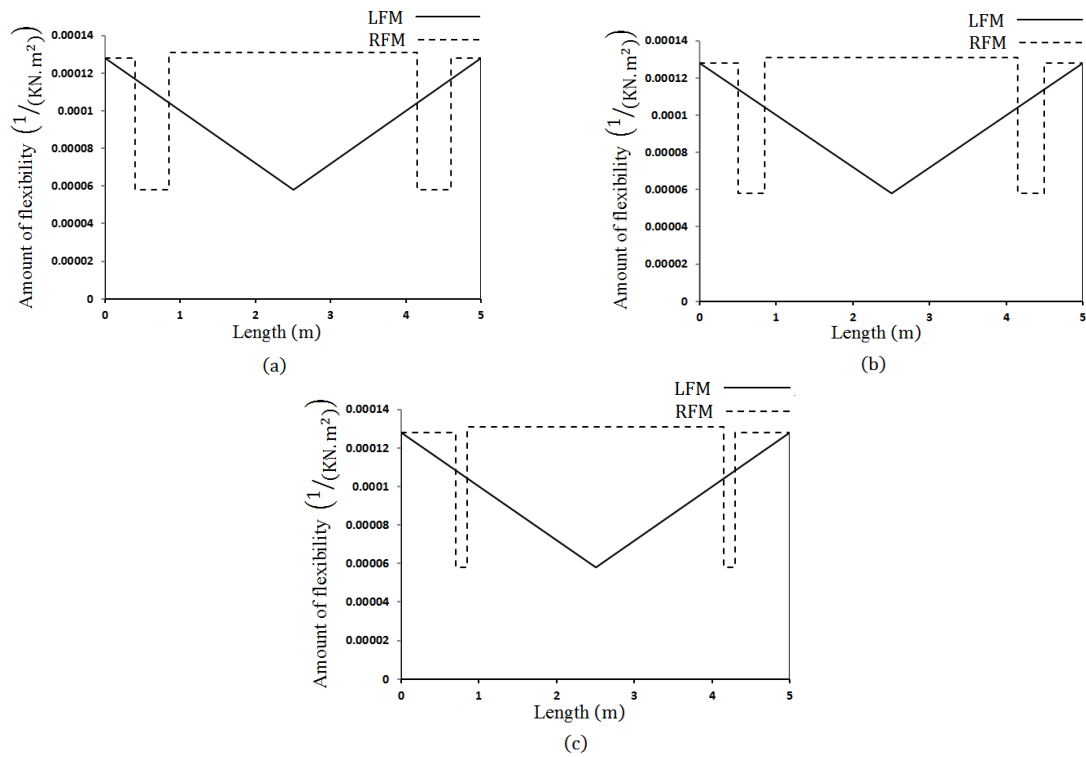 LFM
RFM
Amount of flexibility (1/(KN.m²))
0.00014
0.00012
0.0001
0.00008
0.00006
0.00004
0.00002
0
0 1 2 3 4 5
Length (m)
(a)
LFM
RFM
Amount of flexibility (1/(KN.m²))
0.00014
0.00012
0.0001
0.00008
0.00006
0.00004
0.00002
0
0 1 2 3 4 5
Length (m)
(b)
LFM
RFM
Amount of flexibility (1/(KN.m²))
0.00014
0.00012
0.0001
0.00008
0.00006
0.00004
0.00002
0
0 1 2 3 4 5
Length (m)
(c)